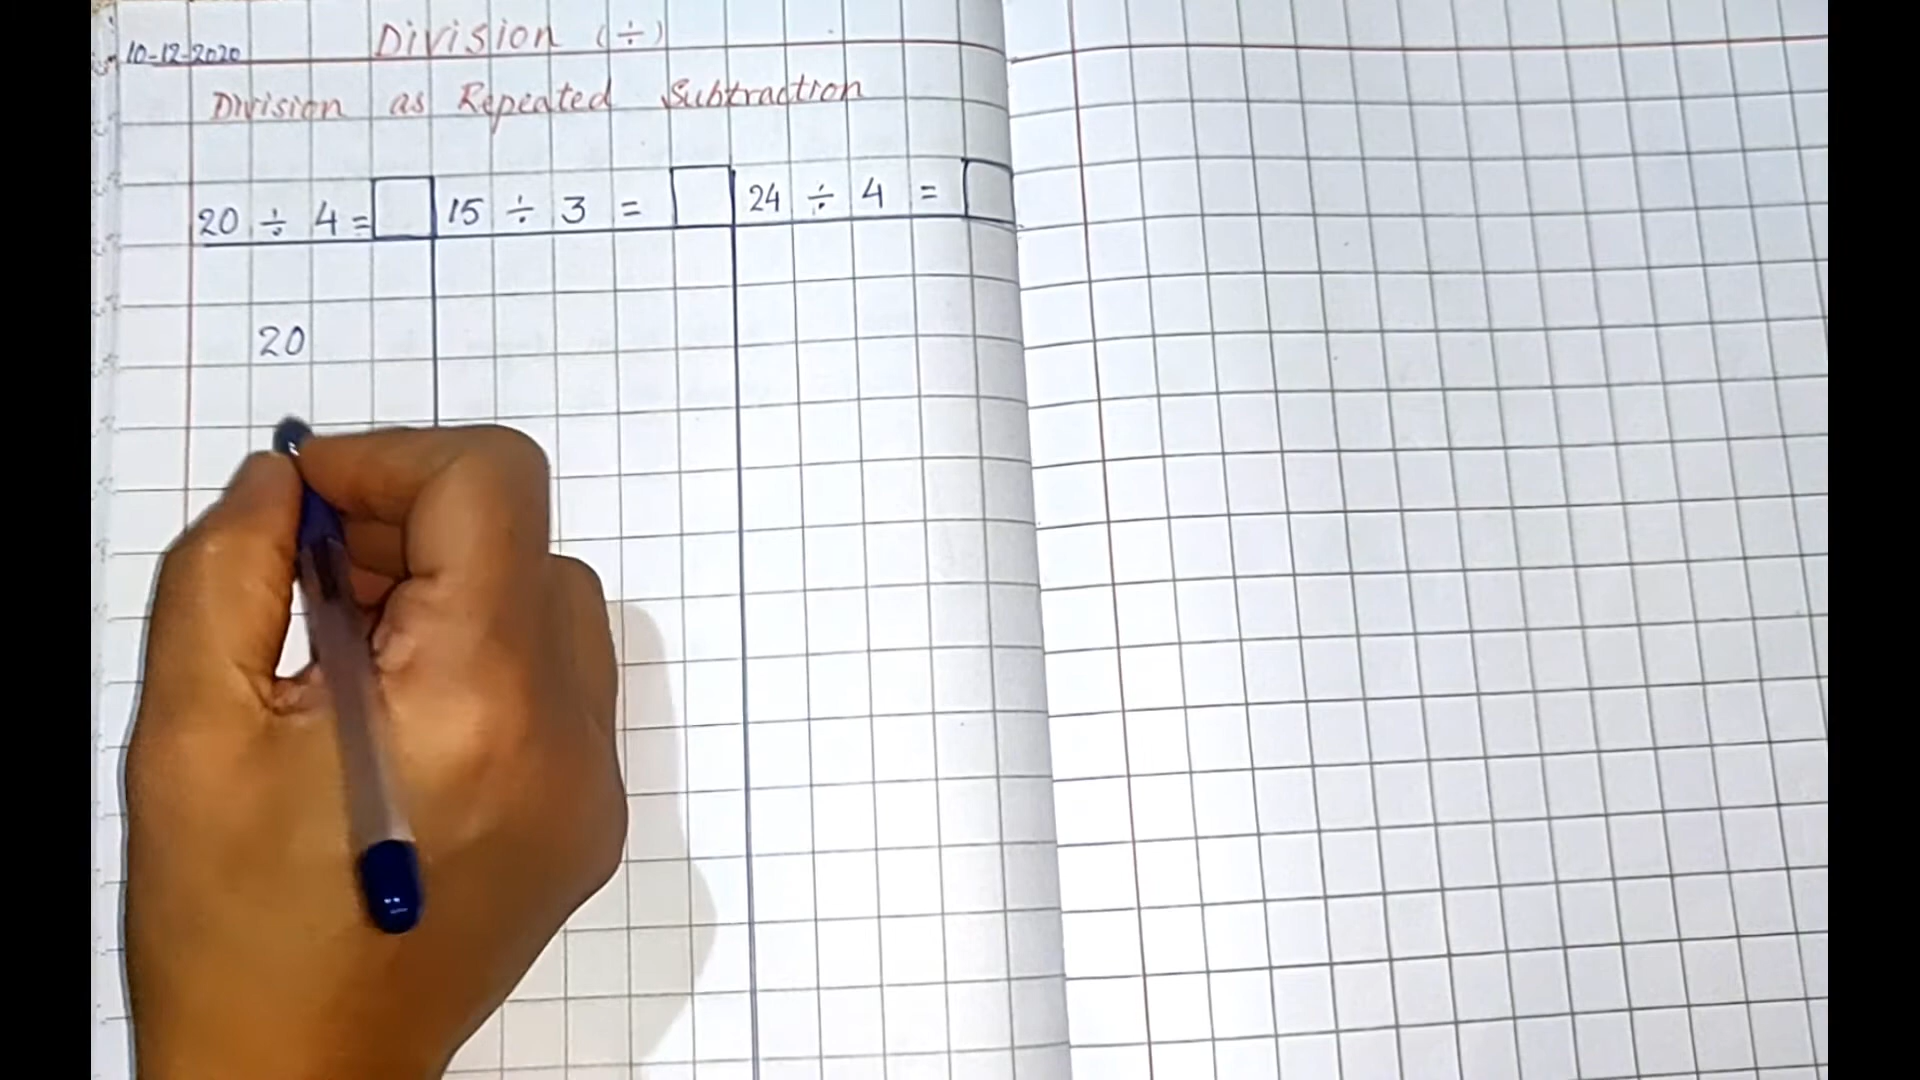 Division (÷)
10-12-2020
Division as Repeated Subtraction
20 ÷ 4 = 15 ÷ 3 = 24 ÷ 4 =
20